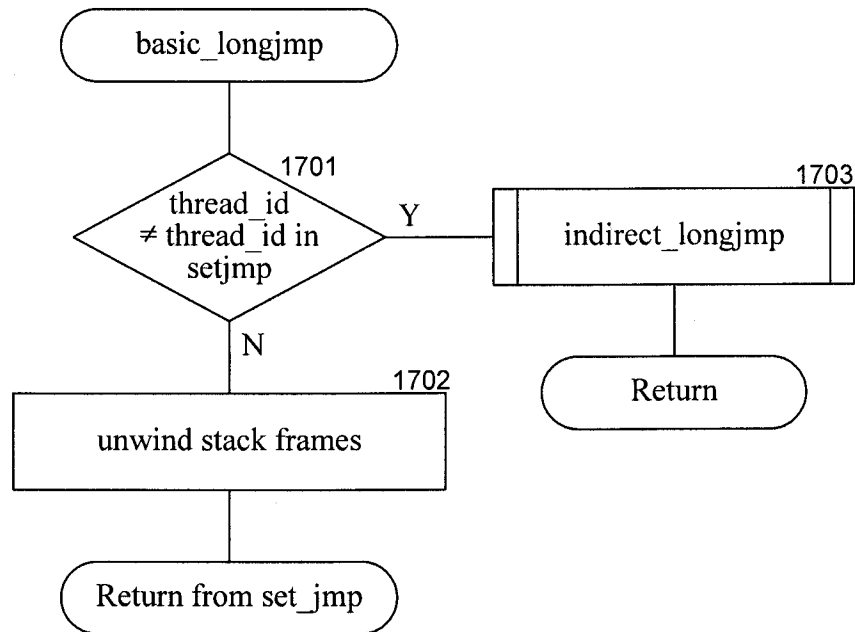 basic_longjmp
1701
thread_id
≠ thread_id in
setjmp
Y
1703
indirect_longjmp
N
Return
1702
unwind stack frames
Return from set_jmp